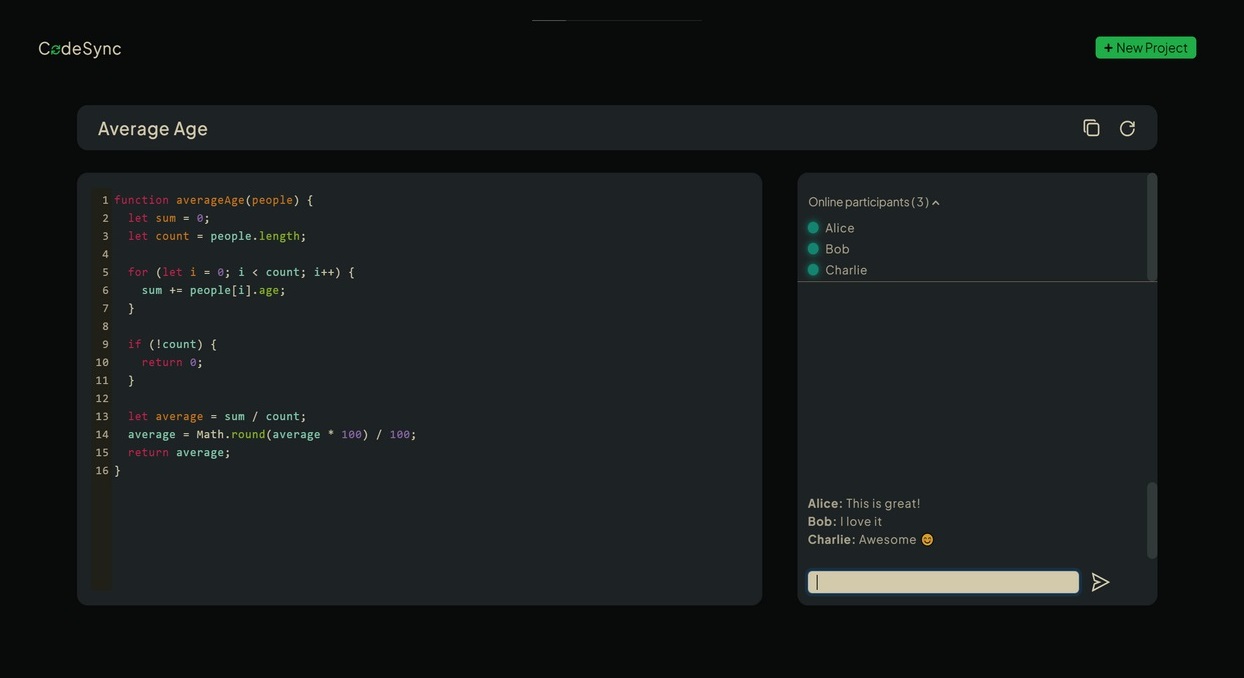 CodeSync
+ New Project
Average Age
1 function averageAge(people) {
2   let sum = 0;
3   let count = people.length;
4
5   for (let i = 0; i < count; i++) {
6     sum += people[i].age;
7   }
8
9   if (!count) {
10     return 0;
11   }
12
13   let average = sum / count;
14   average = Math.round(average * 100) / 100;
15   return average;
16 }
Online participants (3)
Alice
Bob
Charlie
Alice: This is great!
Bob: I love it
Charlie: Awesome 😊